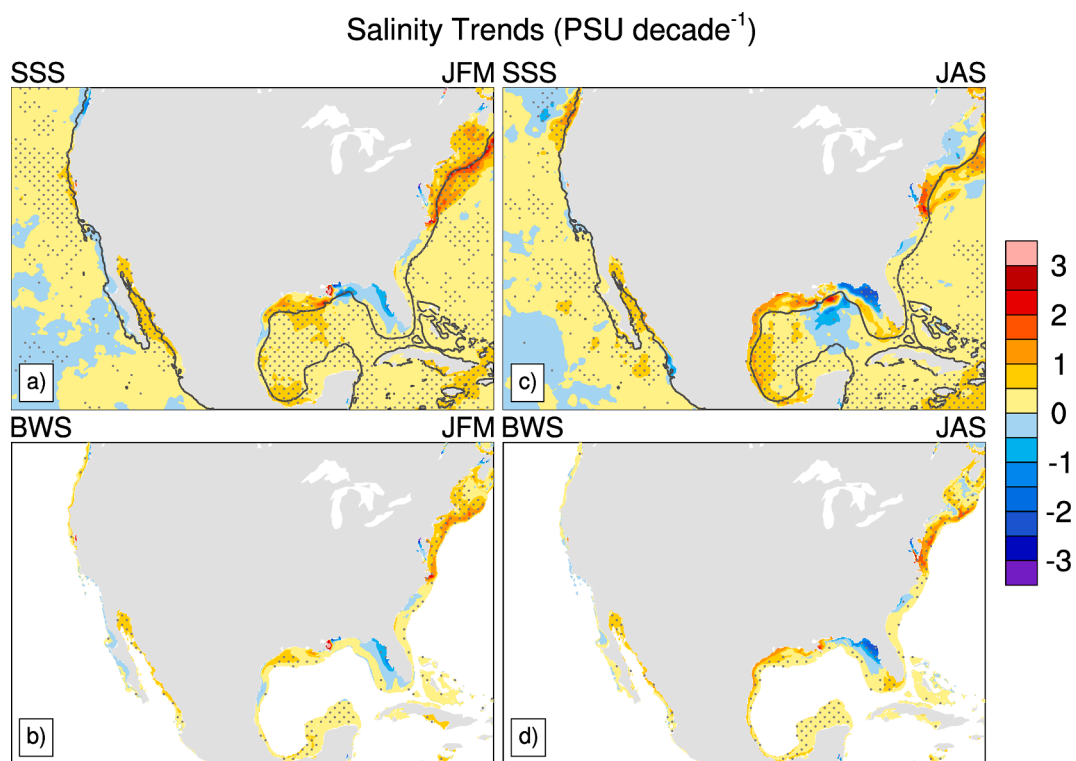 Salinity Trends (PSU decade-1)
SSS JFM SSS JAS
a) c)
BWS JFM BWS JAS
b) d)
3
2
1
0
-1
-2
-3